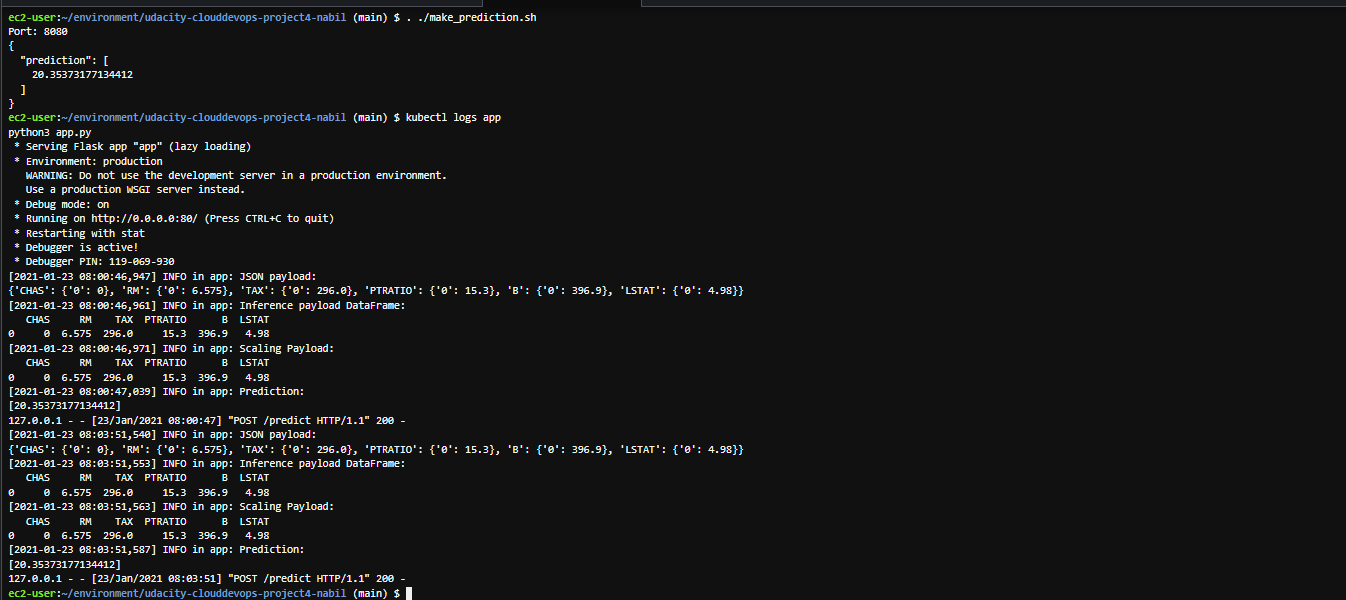 ec2-user:~/environment/udacity-clouddevops-project4-nabil (main) $ . ./make_prediction.sh
Port: 8080
{
  "prediction": [
    20.35373177134412
  ]
}
ec2-user:~/environment/udacity-clouddevops-project4-nabil (main) $ kubectl logs app
python3 app.py
 * Serving Flask app "app" (lazy loading)
 * Environment: production
   WARNING: Do not use the development server in a production environment.
   Use a production WSGI server instead.
 * Debug mode: on
 * Running on http://0.0.0.0:80/ (Press CTRL+C to quit)
 * Restarting with stat
 * Debugger is active!
 * Debugger PIN: 119-069-930
[2021-01-23 08:00:46,947] INFO in app: JSON payload:
{'CHAS': {'0': 0}, 'RM': {'0': 6.575}, 'TAX': {'0': 296.0}, 'PTRATIO': {'0': 15.3}, 'B': {'0': 396.9}, 'LSTAT': {'0': 4.98}}
[2021-01-23 08:00:46,961] INFO in app: Inference payload DataFrame:
   CHAS     RM    TAX  PTRATIO      B  LSTAT
0     0  6.575  296.0     15.3  396.9   4.98
[2021-01-23 08:00:46,971] INFO in app: Scaling Payload:
   CHAS     RM    TAX  PTRATIO      B  LSTAT
0     0  6.575  296.0     15.3  396.9   4.98
[2021-01-23 08:00:47,039] INFO in app: Prediction:
[20.35373177134412]
127.0.0.1 - - [23/Jan/2021 08:00:47] "POST /predict HTTP/1.1" 200 -
[2021-01-23 08:03:51,540] INFO in app: JSON payload:
{'CHAS': {'0': 0}, 'RM': {'0': 6.575}, 'TAX': {'0': 296.0}, 'PTRATIO': {'0': 15.3}, 'B': {'0': 396.9}, 'LSTAT': {'0': 4.98}}
[2021-01-23 08:03:51,553] INFO in app: Inference payload DataFrame:
   CHAS     RM    TAX  PTRATIO      B  LSTAT
0     0  6.575  296.0     15.3  396.9   4.98
[2021-01-23 08:03:51,563] INFO in app: Scaling Payload:
   CHAS     RM    TAX  PTRATIO      B  LSTAT
0     0  6.575  296.0     15.3  396.9   4.98
[2021-01-23 08:03:51,587] INFO in app: Prediction:
[20.35373177134412]
127.0.0.1 - - [23/Jan/2021 08:03:51] "POST /predict HTTP/1.1" 200 -
ec2-user:~/environment/udacity-clouddevops-project4-nabil (main) $